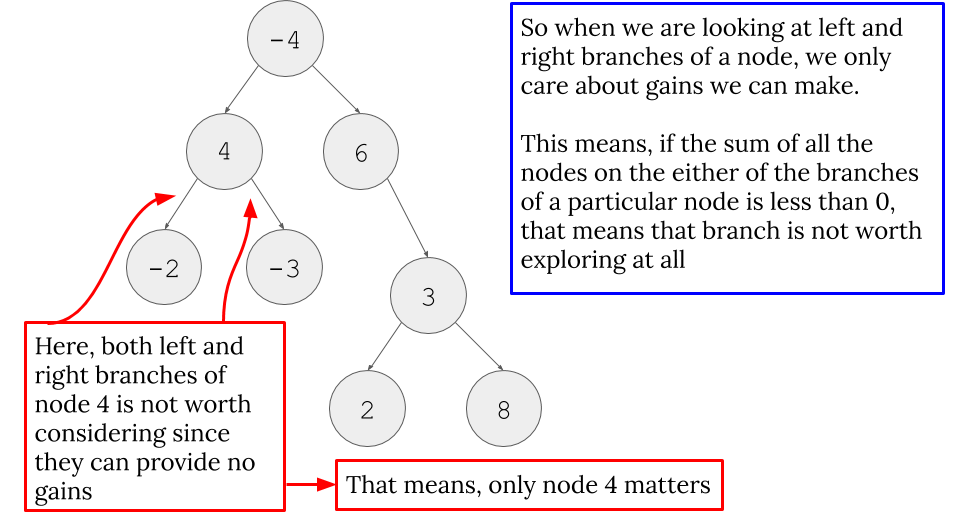 -4
So when we are looking at left and
right branches of a node, we only
care about gains we can make.
This means, if the sum of all the
nodes on the either of the branches
of a particular node is less than 0,
that means that branch is not worth
exploring at all
4
6
-2
-3
3
2
8
Here, both left and
right branches of
node 4 is not worth
considering since
they can provide no
gains
That means, only node 4 matters